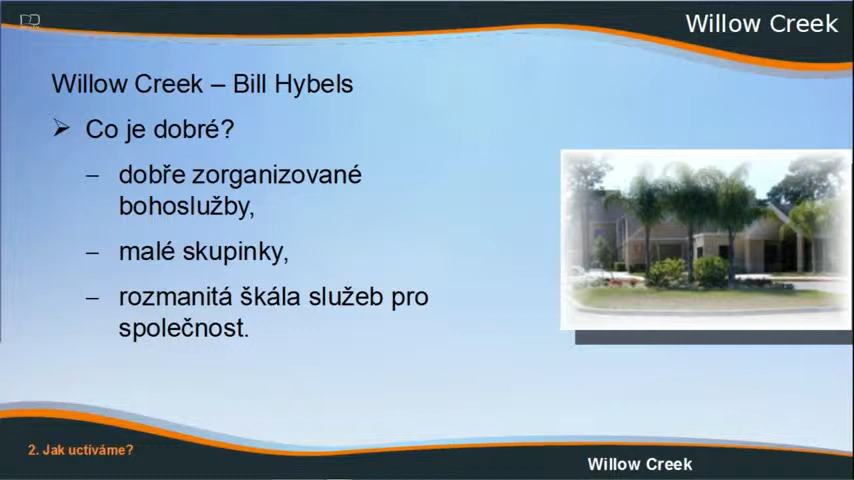 Willow Creek
Willow Creek – Bill Hybels
➢ Co je dobré?
– dobře zorganizované
bohoslužby,
– malé skupinky,
– rozmanitá škála služeb pro
společnost.
2. Jak uctíváme?
Willow Creek